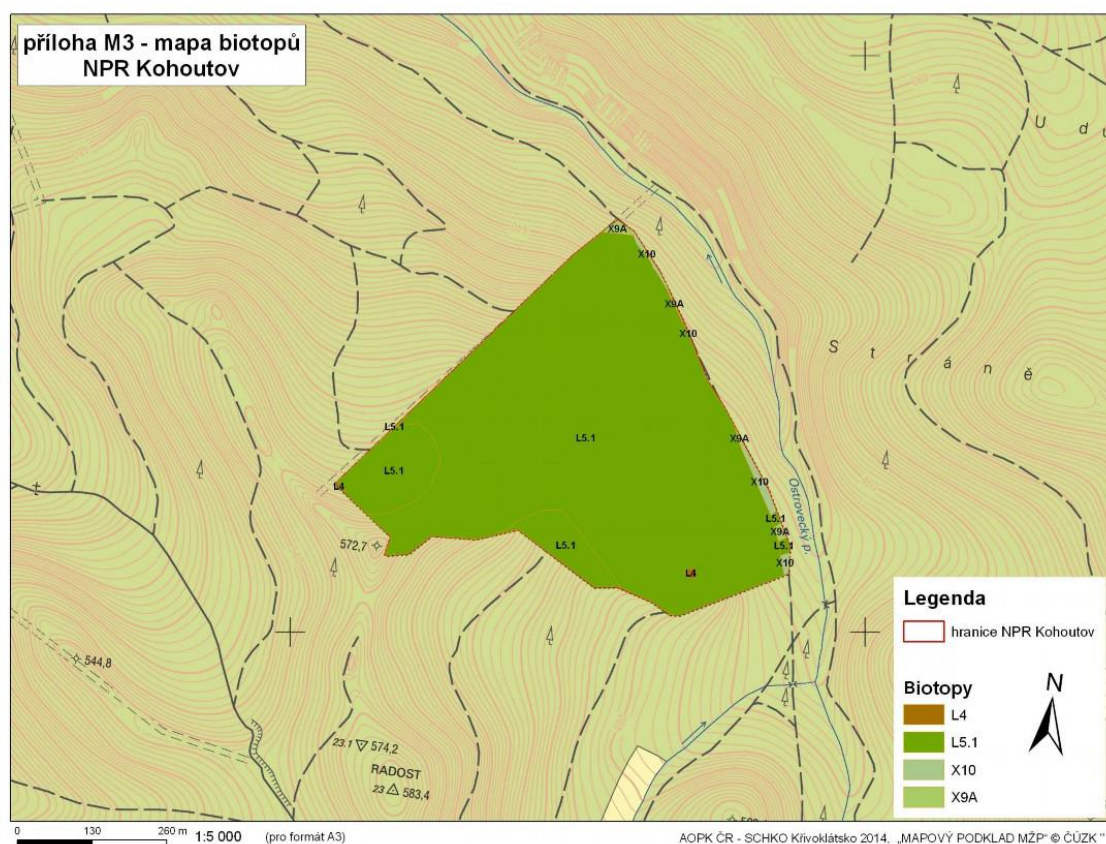 příloha M3 - mapa biotopů
NPR Kohoutov
U d
X9A
X10
X9A
X10
S t r á n ě
L5.1
L5.1
X9A
L5.1
L4
X10
Ostrovecký p.
L5.1
X9A
572,7
L5.1
L5.1
X10
L4
Legenda
hranice NPR Kohoutov
544,8
Biotopy
N
L4
L5.1
X10
X9A
23.1 574,2
RADOST
23 583,4
0 130 260 m
1:5 000 (pro formát A3)
AOPK ČR - SCHKO Křivoklátsko 2014, „MAPOVÝ PODKLAD MŽP" © ČÚZK "